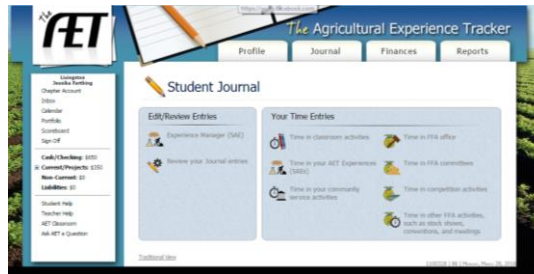 The AET
The Agricultural Experience Tracker
Profile
Journal
Finances
Reports
Livingston
Chapter Account
Inbox
Calendar
Portfolio
Scoreboard
Sign Off
Cash/Checking: $650
Current/Projects: $350
Non-Current: $0
Liabilities: $0
Student Help
Teacher Help
AET Classroom
Ask AET a Question
Student Journal
Edit/Review Entries
Experience Manager (SAE)
Review your Journal entries
Your Time Entries
Time in classroom activities
Time in your AET Experiences
(SAEs)
Time in your community
service activities
Time in FFA office
Time in FFA committees
Time in competition activities
Time in other FFA activities,
such as stock shows,
conventions, and meetings
Traditional View